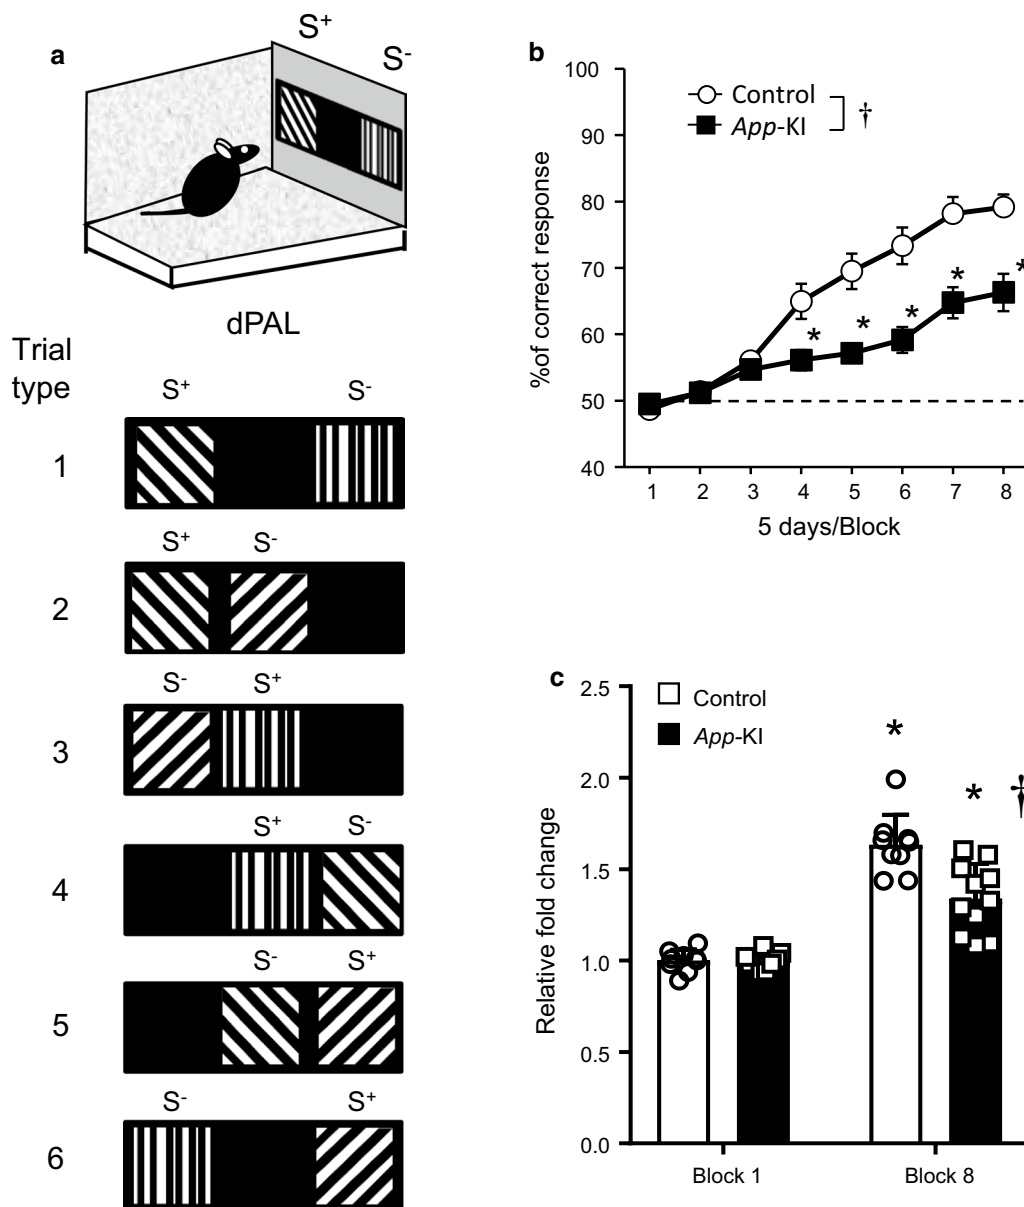 a
S+
S-
dPAL
Trial
type
S+ S-
1
S+ S-
2
S- S+
3
S+ S-
4
S- S+
5
S- S+
6
b
100
90
80
70
60
50
40
%of correct response
Control
App-KI
†
* * * * *
1 2 3 4 5 6 7 8
5 days/Block
c
2.5
2.0
1.5
1.0
0.5
0.0
Relative fold change
Control
App-KI
*
* †
Block 1 Block 8